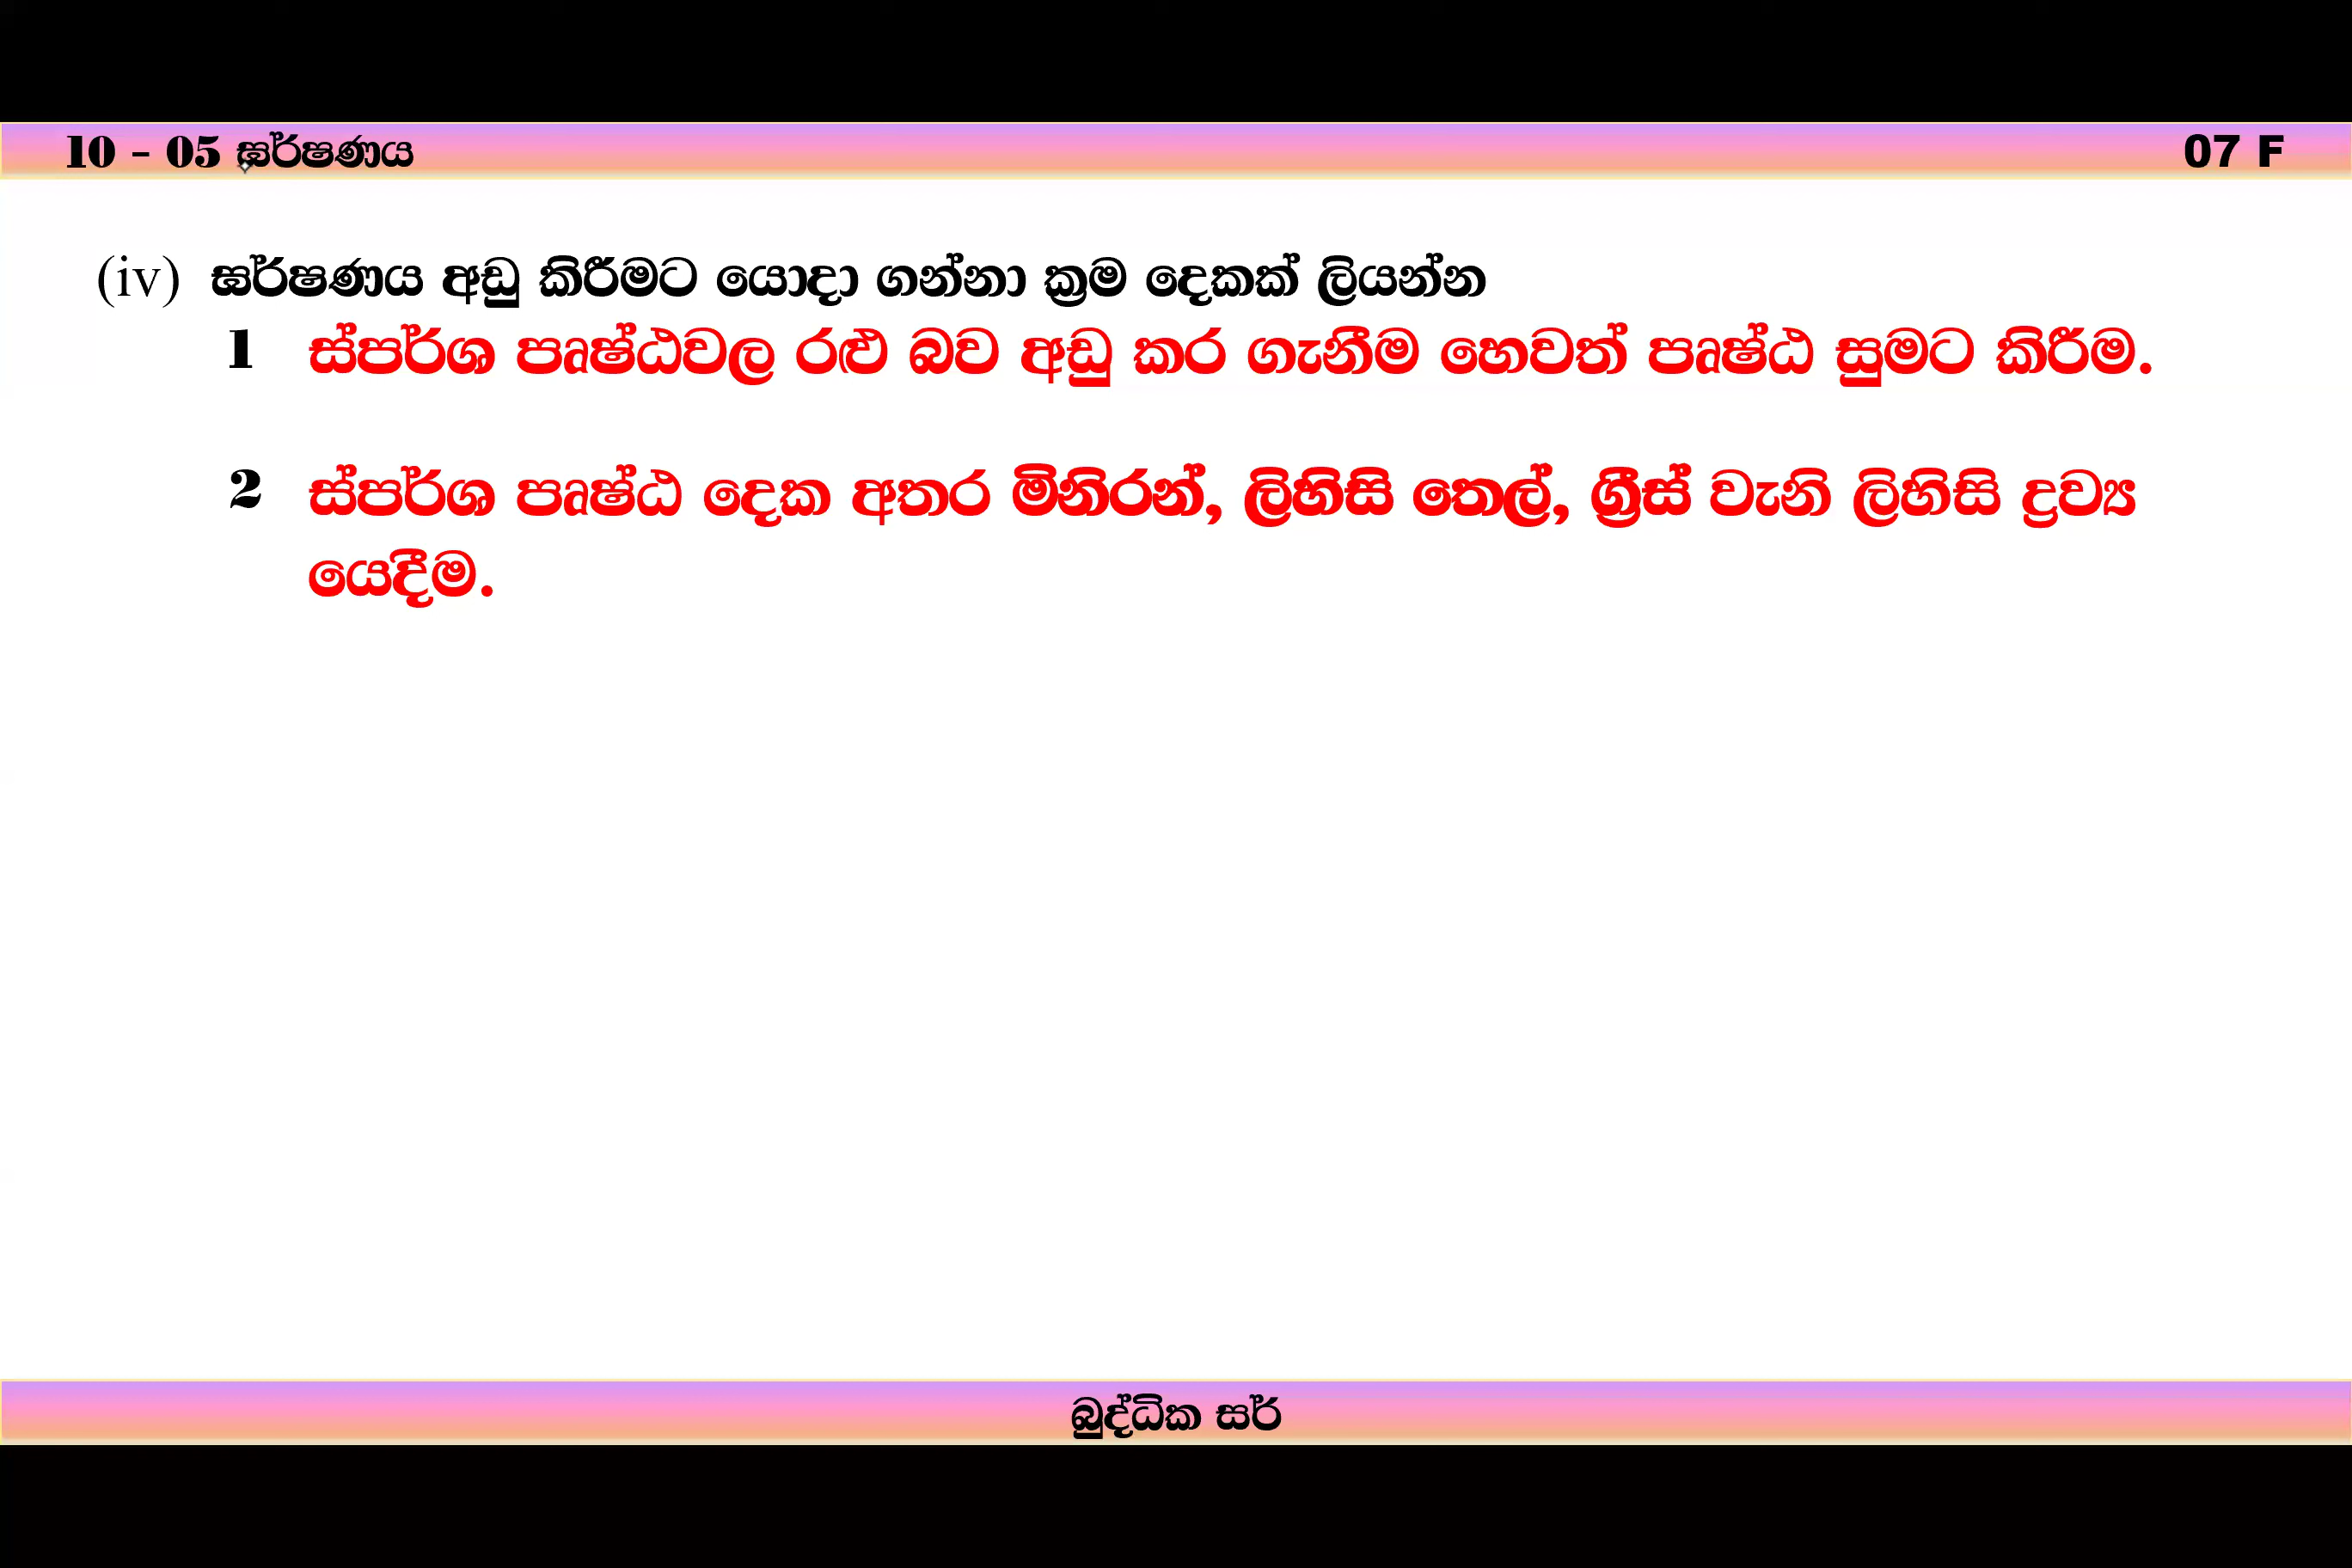 10 - 05 ඝර්ෂණය
07 F
(iv) ඝර්ෂණය අඩු කිරීමට යොදා ගන්නා ක්‍රම දෙකක් ලියන්න
1 ස්පර්ශ පෘෂ්ඨවල රළු බව අඩු කර ගැනීම හෙවත් පෘෂ්ඨ සුමට කිරීම.
2 ස්පර්ශ පෘෂ්ඨ දෙක අතර මිනිරන්, ලිහිසි තෙල්, ග්‍රීස් වැනි ලිහිසි ද්‍රව්‍ය
යෙදීම.
බුද්ධික සර්